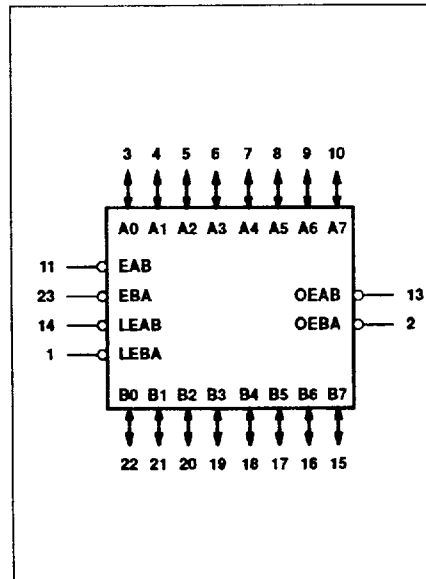 3 4 5 6 7 8 9 10
A0 A1 A2 A3 A4 A5 A6 A7
11 EAB
23 EBA OEAB 13
14 LEAB OEBA 2
1 LEBA
B0 B1 B2 B3 B4 B5 B6 B7
22 21 20 19 18 17 16 15